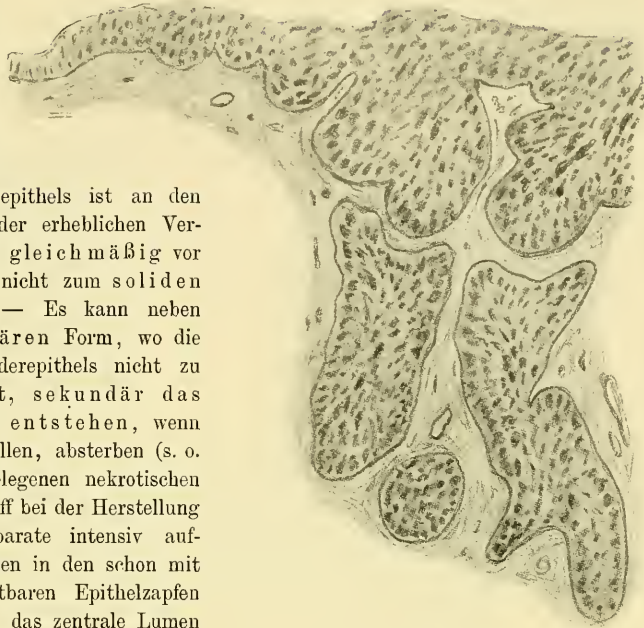 epithels ist an den
der erheblichen Ver-
gleichmäßig vor
nicht zum soliden
— Es kann neben
ären Form, wo die
derepithels nicht zu
t, sekundär das
entstehen, wenn
llen, absterben (s. o.
legenen nekrotischen
ff bei der Herstellung
parate intensiv auf-
en in den schon mit
tbaren Epithelzapfen
das zentrale Lumen